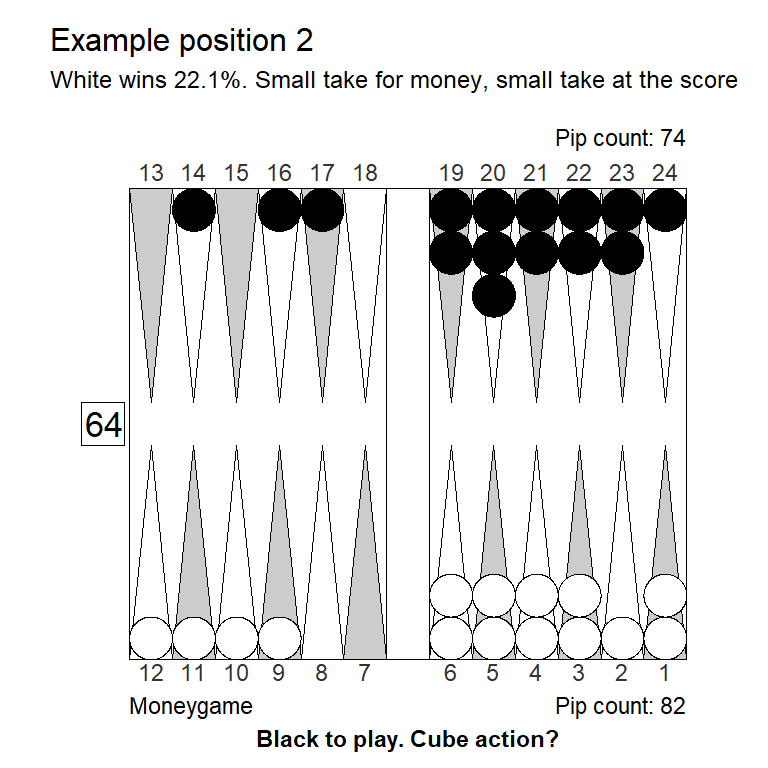 Example position 2
White wins 22.1%. Small take for money, small take at the score
Pip count: 74
13 14 15 16 17 18 19 20 21 22 23 24
64
12 11 10 9 8 7 6 5 4 3 2 1
Moneygame Pip count: 82
Black to play. Cube action?